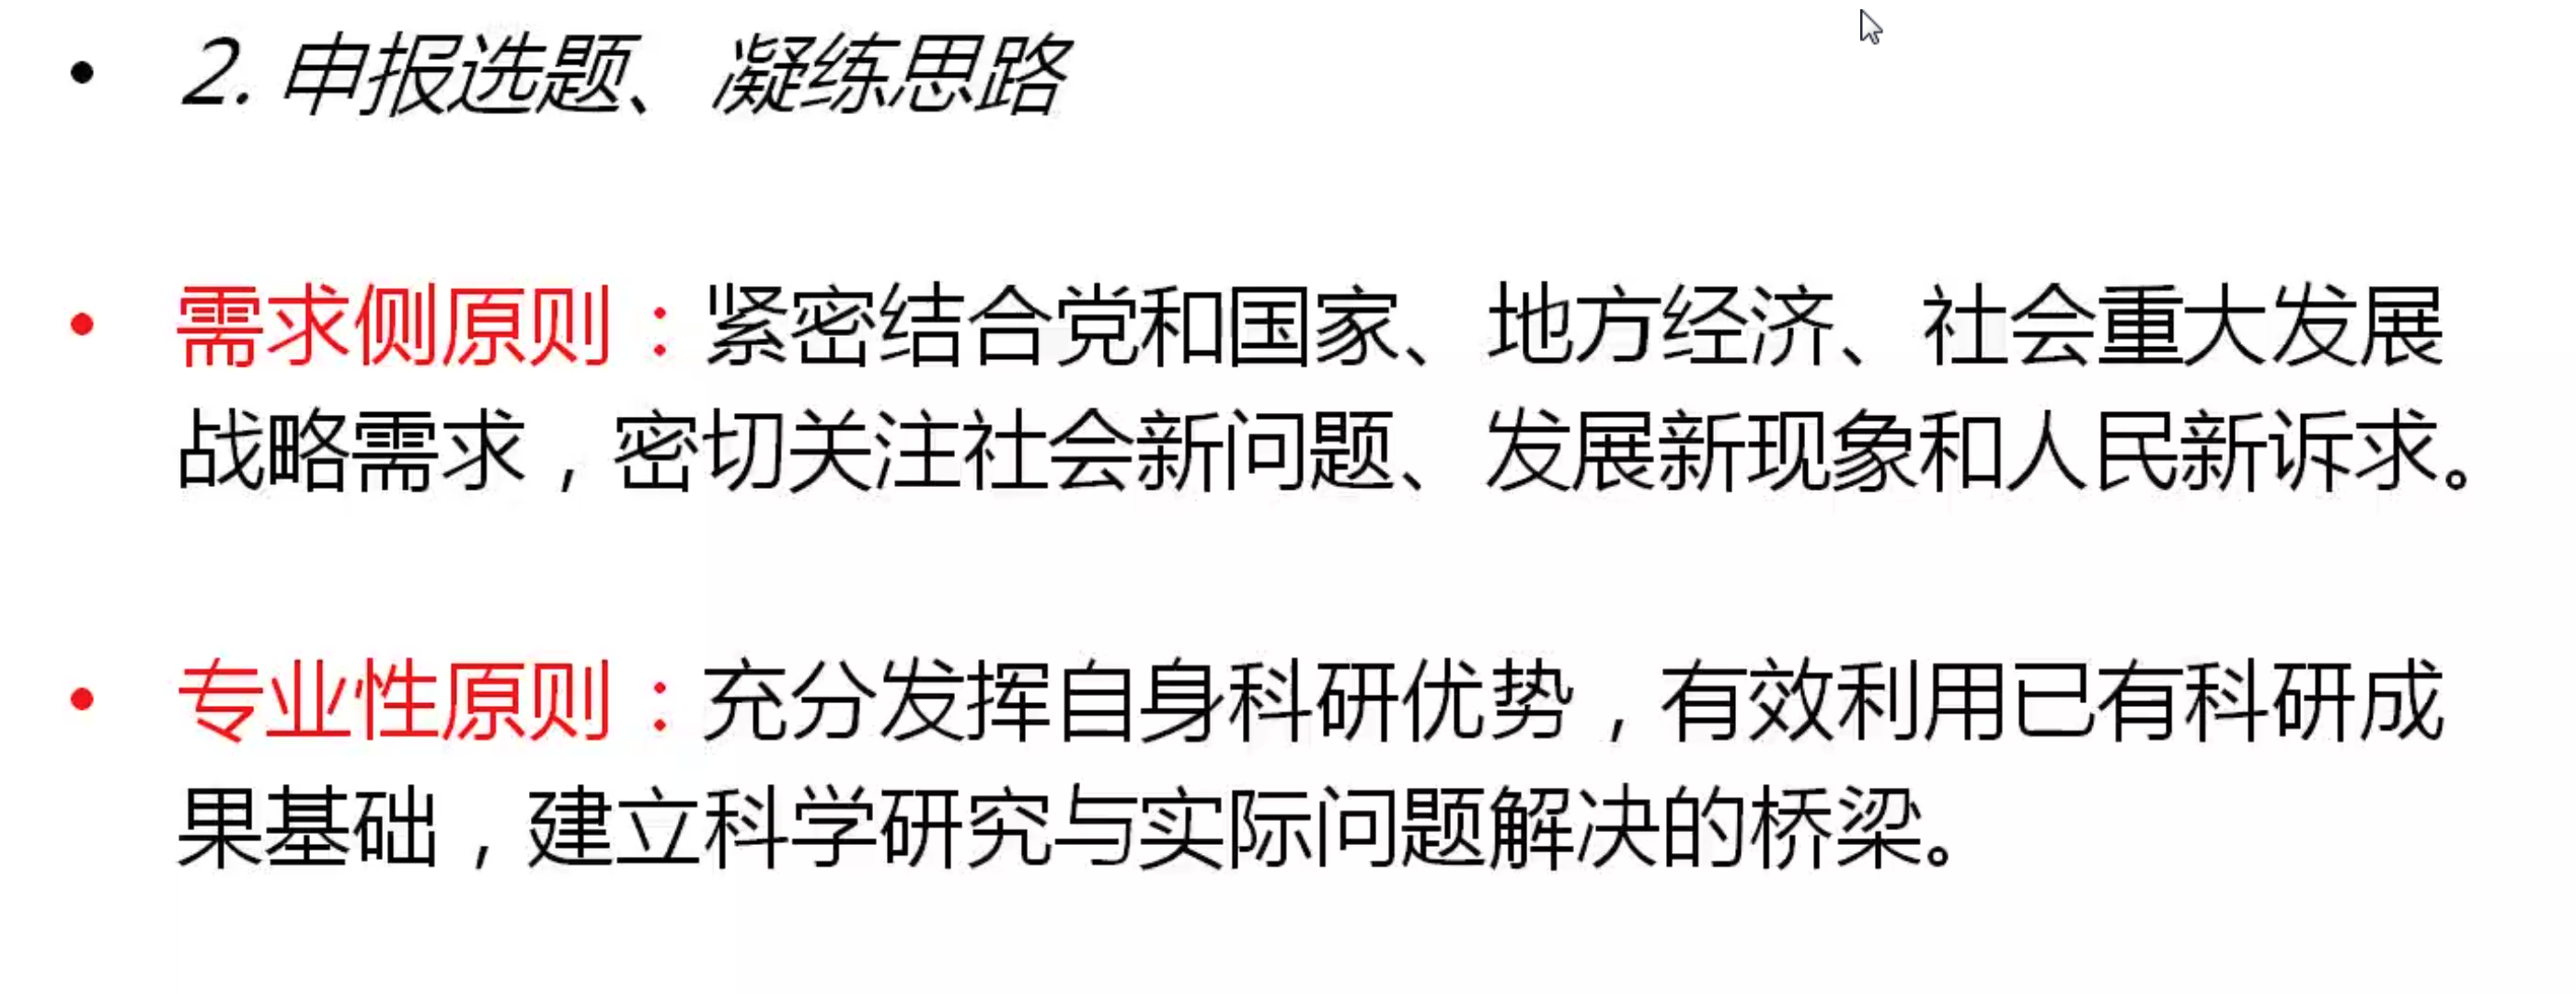 • 2. 申报选题、凝练思路
• 需求侧原则：紧密结合党和国家、地方经济、社会重大发展
战略需求，密切关注社会新问题、发展新现象和人民新诉求。
• 专业性原则：充分发挥自身科研优势，有效利用已有科研成
果基础，建立科学研究与实际问题解决的桥梁。